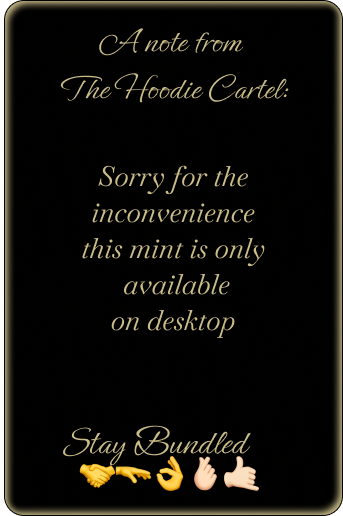 A note from
The Hoodie Cartel:
Sorry for the
inconvenience
this mint is only
available
on desktop
Stay Bundled